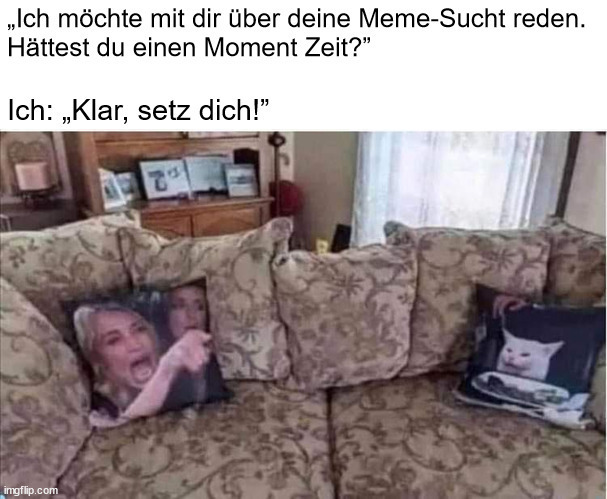 „Ich möchte mit dir über deine Meme-Sucht reden.
Hättest du einen Moment Zeit?”
Ich: „Klar, setz dich!”
imgflip.com